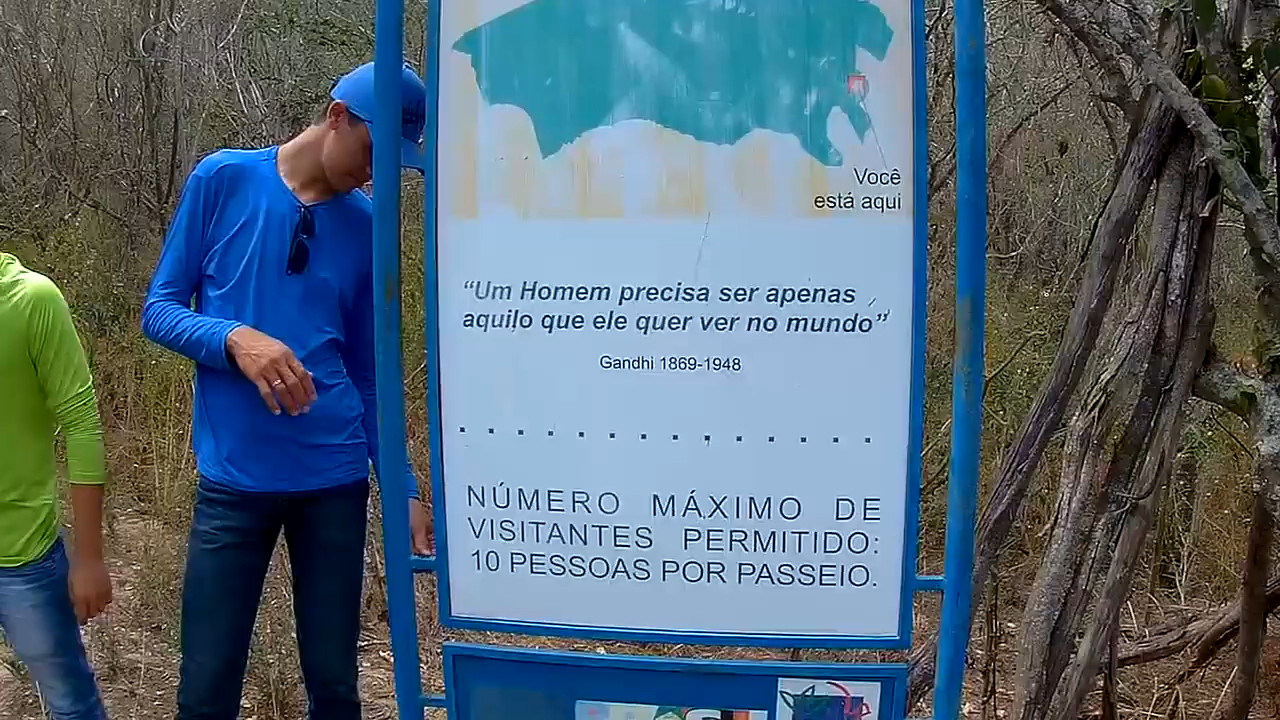 Você
está aqui
“Um Homem precisa ser apenas
aquilo que ele quer ver no mundo”
Gandhi 1869-1948
NÚMERO MÁXIMO DE
VISITANTES PERMITIDO:
10 PESSOAS POR PASSEIO.